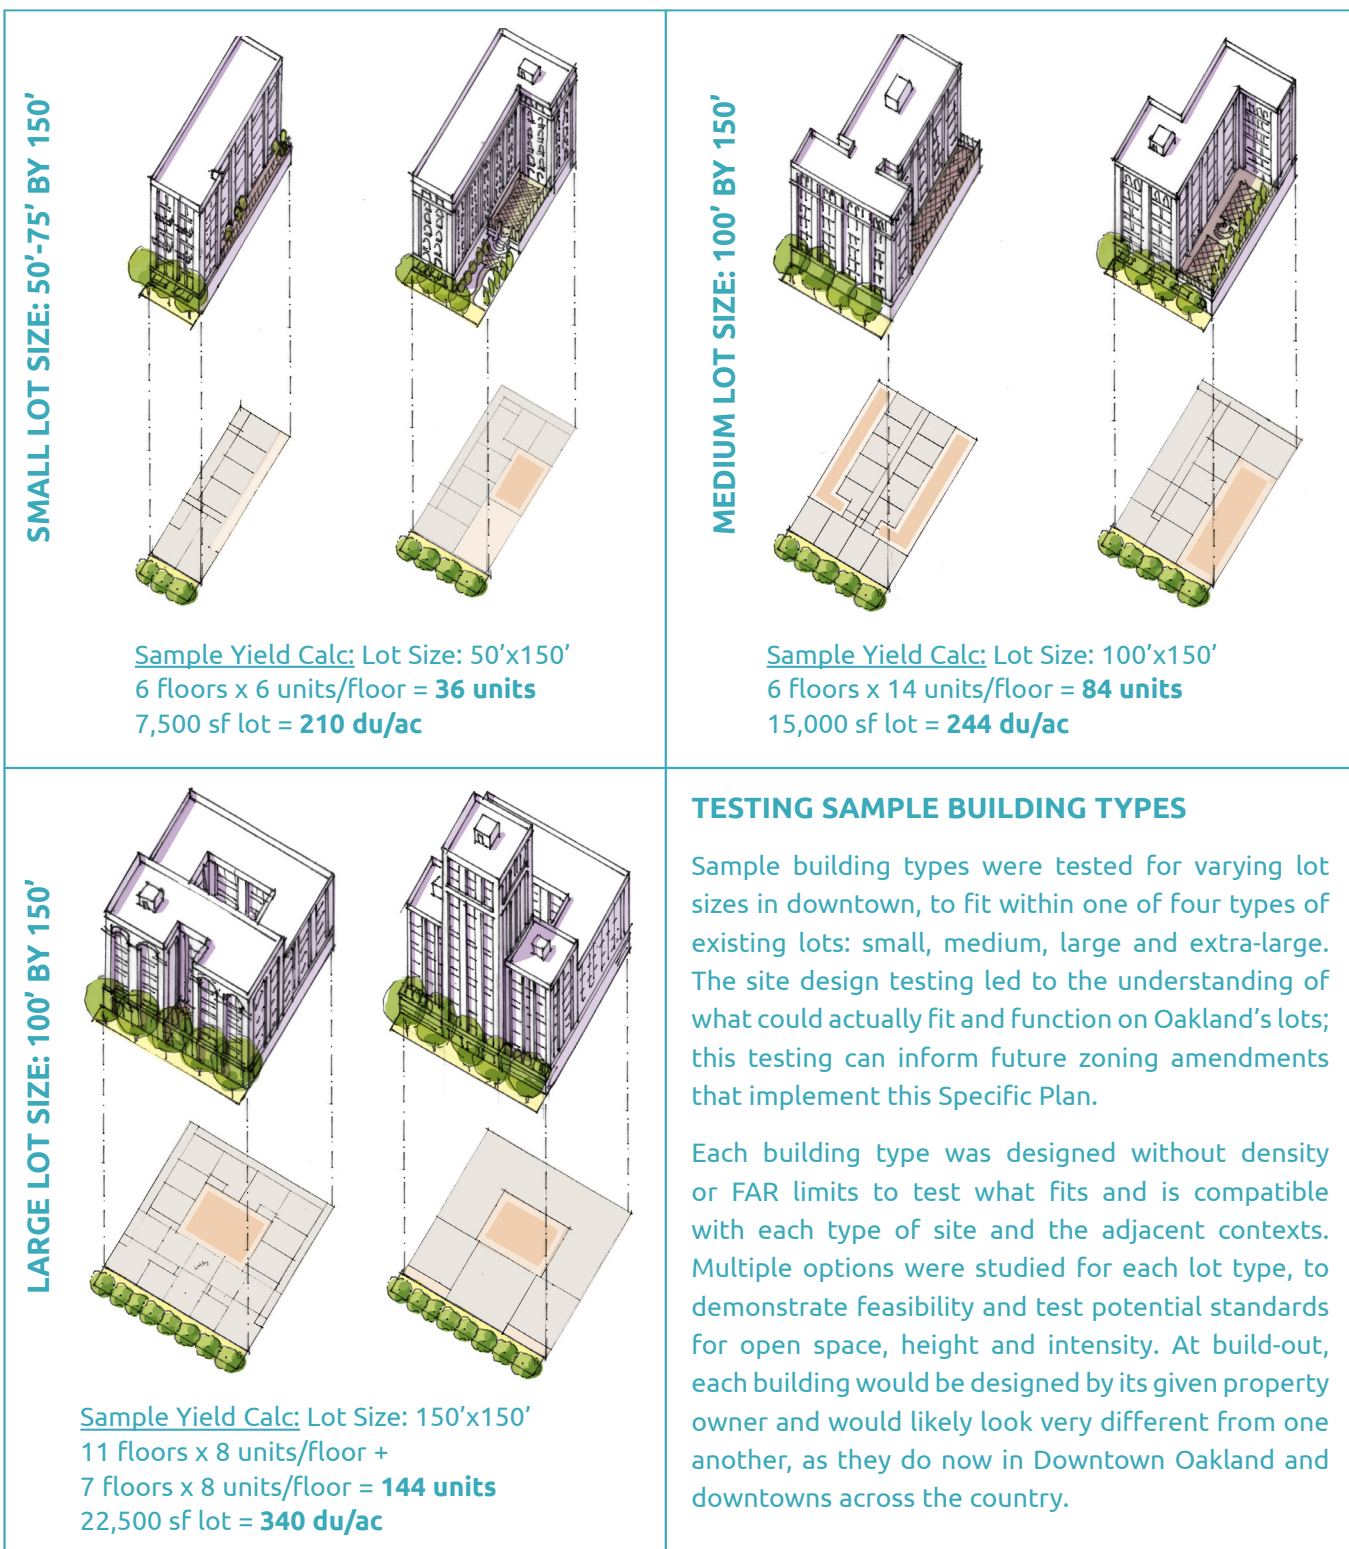 SMALL LOT SIZE: 50’-75’ BY 150’
Sample Yield Calc: Lot Size: 50’x150’
6 floors x 6 units/floor = 36 units
7,500 sf lot = 210 du/ac
MEDIUM LOT SIZE: 100’ BY 150’
Sample Yield Calc: Lot Size: 100’x150’
6 floors x 14 units/floor = 84 units
15,000 sf lot = 244 du/ac
LARGE LOT SIZE: 100’ BY 150’
Sample Yield Calc: Lot Size: 150’x150’
11 floors x 8 units/floor +
7 floors x 8 units/floor = 144 units
22,500 sf lot = 340 du/ac
TESTING SAMPLE BUILDING TYPES
Sample building types were tested for varying lot
sizes in downtown, to fit within one of four types of
existing lots: small, medium, large and extra-large.
The site design testing led to the understanding of
what could actually fit and function on Oakland’s lots;
this testing can inform future zoning amendments
that implement this Specific Plan.
Each building type was designed without density
or FAR limits to test what fits and is compatible
with each type of site and the adjacent contexts.
Multiple options were studied for each lot type, to
demonstrate feasibility and test potential standards
for open space, height and intensity. At build-out,
each building would be designed by its given property
owner and would likely look very different from one
another, as they do now in Downtown Oakland and
downtowns across the country.